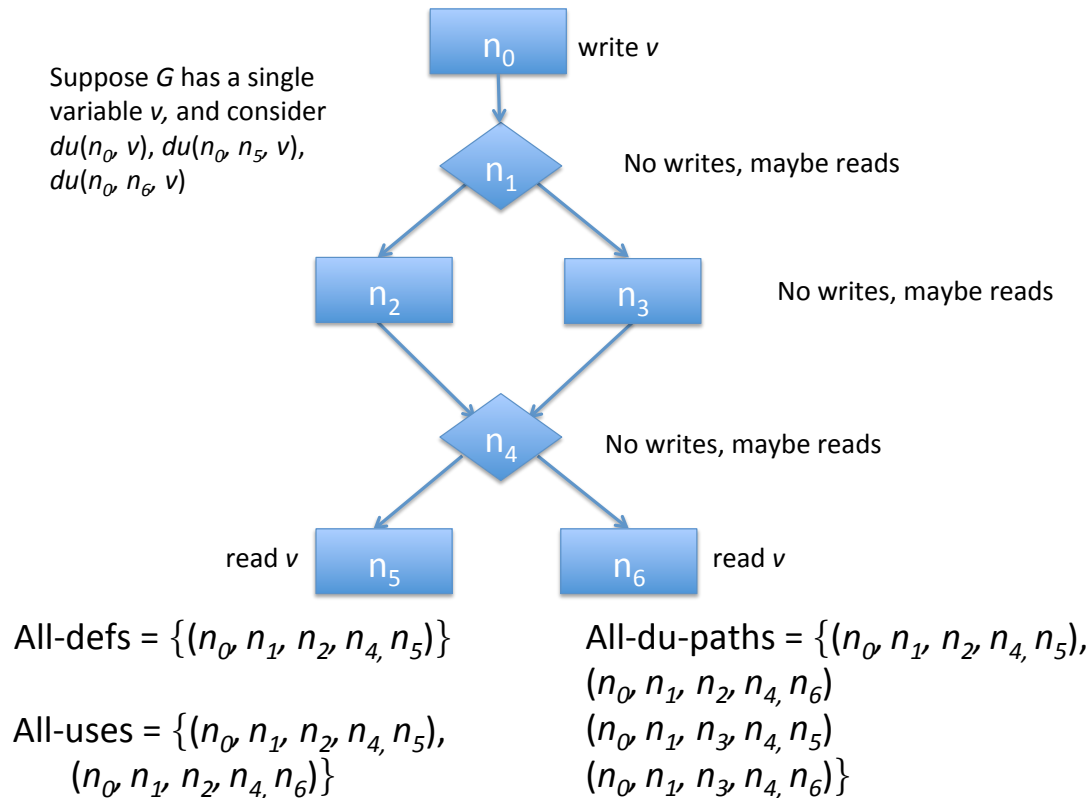 n₀ write v
Suppose G has a single
variable v, and consider
du(n₀, v), du(n₀, n₅, v),
du(n₀, n₆, v)
n₁ No writes, maybe reads
n₂ n₃ No writes, maybe reads
n₄ No writes, maybe reads
read v n₅ n₆ read v
All-defs = {(n₀, n₁, n₂, n₄, n₅)}
All-uses = {(n₀, n₁, n₂, n₄, n₅),
(n₀, n₁, n₂, n₄, n₆)}
All-du-paths = {(n₀, n₁, n₂, n₄, n₅),
(n₀, n₁, n₂, n₄, n₆)
(n₀, n₁, n₃, n₄, n₅)
(n₀, n₁, n₃, n₄, n₆)}